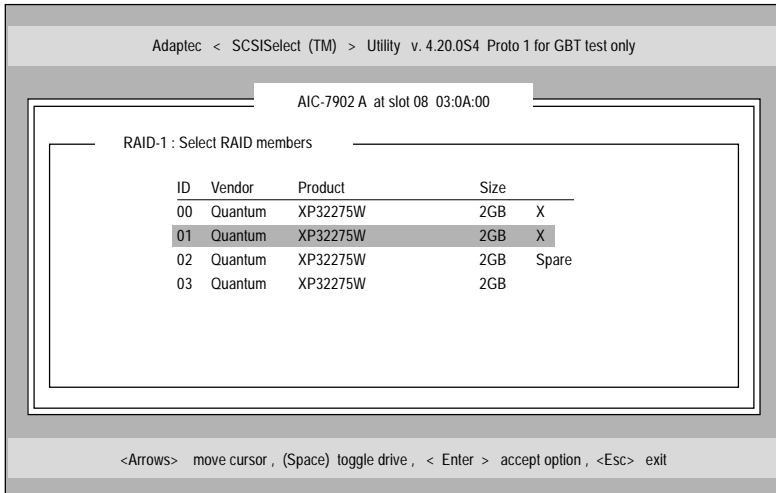 Adaptec < SCSISelect (TM) > Utility v. 4.20.0S4 Proto 1 for GBT test only
AIC-7902 A at slot 08 03:0A:00
RAID-1 : Select RAID members
ID Vendor Product Size
00 Quantum XP32275W 2GB X
01 Quantum XP32275W 2GB X
02 Quantum XP32275W 2GB Spare
03 Quantum XP32275W 2GB
<Arrows> move cursor , (Space) toggle drive , < Enter > accept option , <Esc> exit